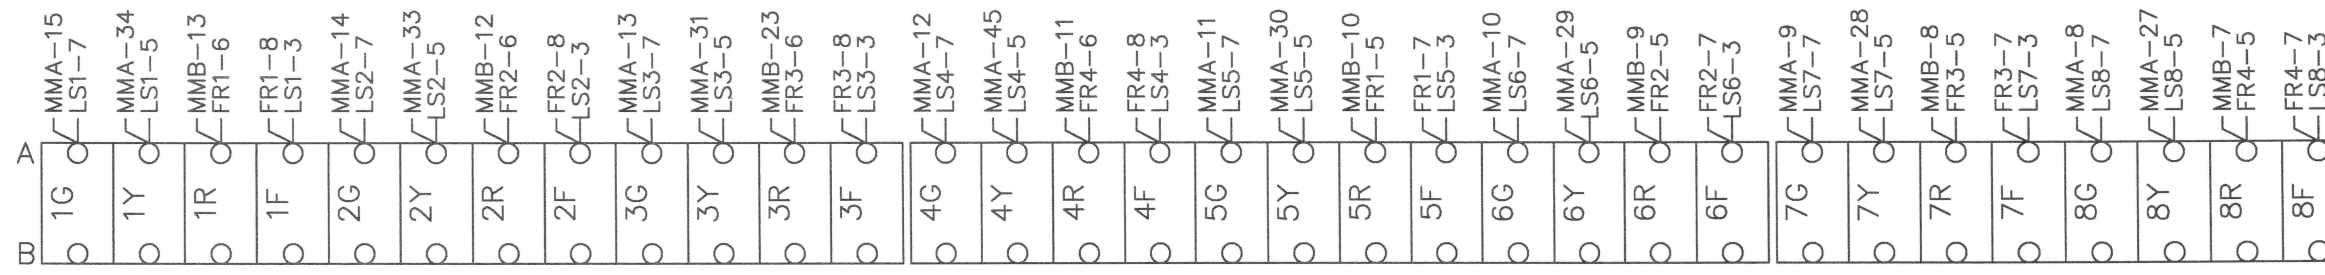 MMA-15
LS1-7
MMA-34
LS1-5
MMB-13
FR1-6
FR1-8
LS1-3
MMA-14
LS2-7
MMA-33
LS2-5
MMB-12
FR2-6
FR2-8
LS2-3
MMA-13
LS3-7
MMA-31
LS3-5
MMB-23
FR3-6
FR3-8
LS3-3
MMA-12
LS4-7
MMA-45
LS4-5
MMB-11
FR4-6
FR4-8
LS4-3
MMA-11
LS5-7
MMA-30
LS5-5
MMB-10
FR1-5
FR1-7
LS5-3
MMA-10
LS6-7
MMA-29
LS6-5
MMB-9
FR2-5
FR2-7
LS6-3
MMA-9
LS7-7
MMA-28
LS7-5
MMB-8
FR3-5
FR3-7
LS7-3
MMA-8
LS8-7
MMA-27
LS8-5
MMB-7
FR4-5
FR4-7
LS8-3
A
1G
1Y
1R
1F
2G
2Y
2R
2F
3G
3Y
3R
3F
4G
4Y
4R
4F
5G
5Y
5R
5F
6G
6Y
6R
6F
7G
7Y
7R
7F
8G
8Y
8R
8F
B